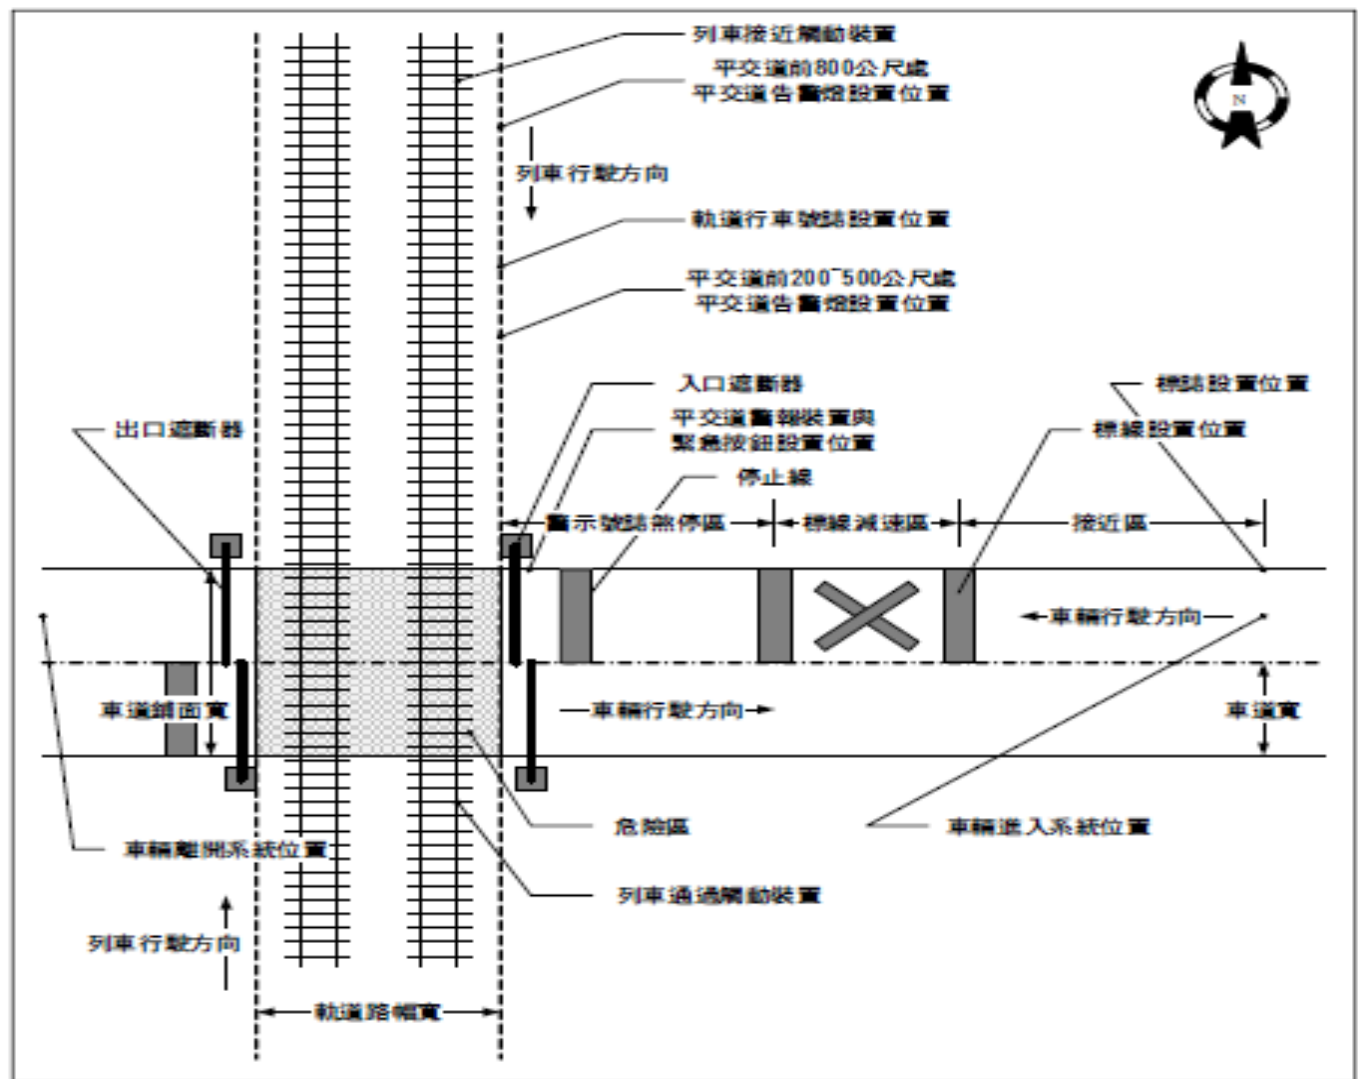 列車接近觸動裝置
平交道前800公尺處
平交道告警燈設置位置
N
列車行駛方向
軌道行車號誌設置位置
平交道前200~500公尺處
平交道告警燈設置位置
入口遮斷器
標誌設置位置
出口遮斷器
平交道警報裝置與
緊急按鈕設置位置
標線設置位置
停止線
警示號誌煞停區
標線減速區
接近區
車輛行駛方向
車道鋪面寬
車輛行駛方向
車道寬
危險區
車輛進入系統位置
車輛離開系統位置
列車通過觸動裝置
列車行駛方向
軌道路幅寬